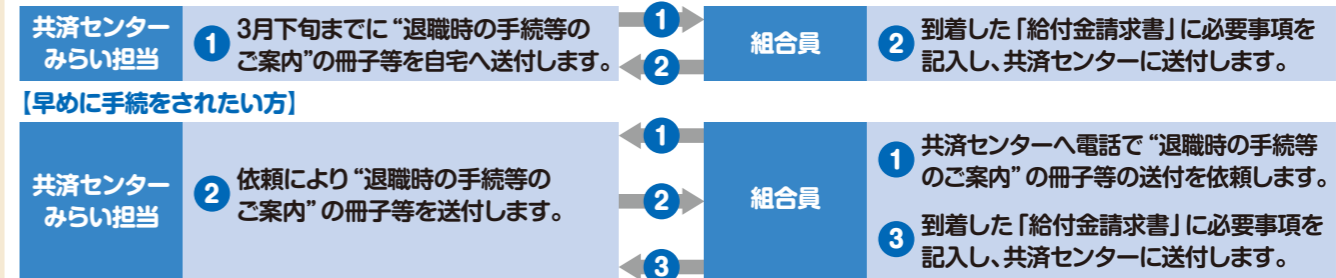 共済センター
みらい担当
❶ 3月下旬までに“退職時の手続等の
ご案内”の冊子等を自宅へ送付します。
❶
❷
組合員
❷ 到着した「給付金請求書」に必要事項を
記入し、共済センターに送付します。
【早めに手続をされたい方】
共済センター
みらい担当
❷ 依頼により“退職時の手続等の
ご案内”の冊子等を送付します。
❶
❷
❸
組合員
❶ 共済センターへ電話で“退職時の手続等
のご案内”の冊子等の送付を依頼します。
❸ 到着した「給付金請求書」に必要事項を
記入し、共済センターに送付します。